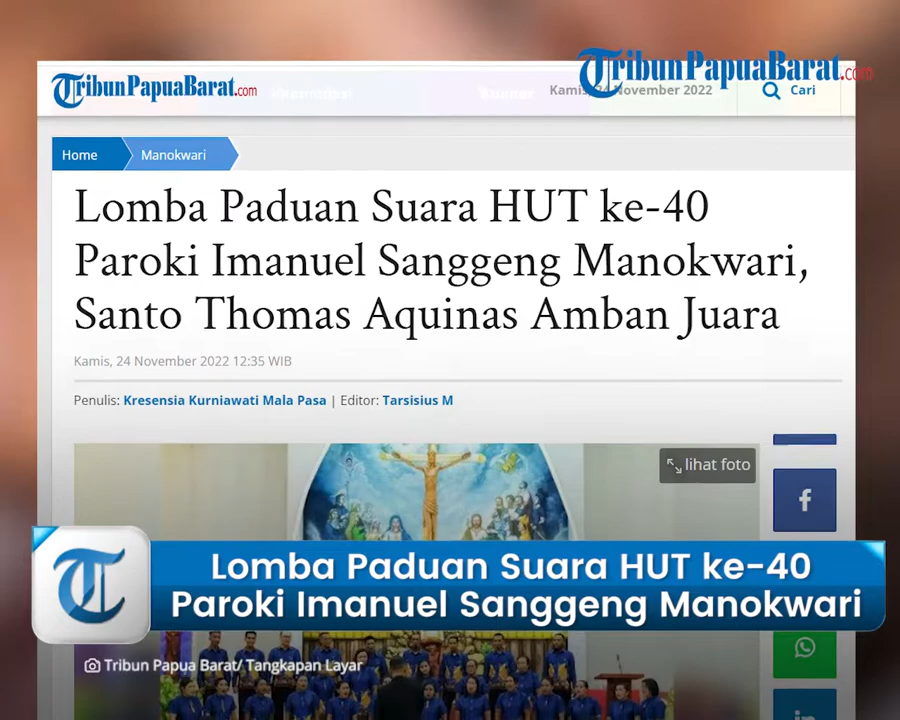 TribunPapuaBarat.com
TribunPapuaBarat.com
November 2022
Cari
Home
Manokwari
Lomba Paduan Suara HUT ke-40
Paroki Imanuel Sanggeng Manokwari,
Santo Thomas Aquinas Amban Juara
Kamis, 24 November 2022 12:35 WIB
Penulis: Kresensia Kurniawati Mala Pasa | Editor: Tarsisius M
lihat foto
Lomba Paduan Suara HUT ke-40
Paroki Imanuel Sanggeng Manokwari
Tribun Papua Barat/ Tangkapan Layar